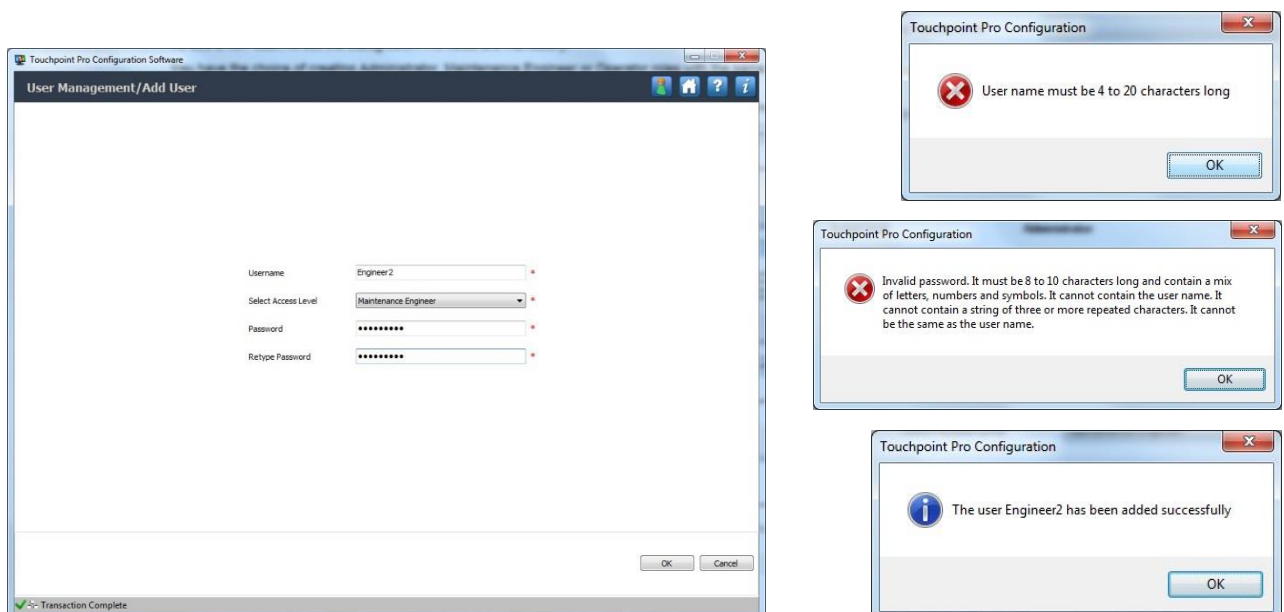 Touchpoint Pro Configuration Software
User Management/Add User
Username
Engineer2
*
Select Access Level
Maintenance Engineer
*
Password
•••••••••
*
Retype Password
•••••••••
*
OK
Cancel
Transaction Complete
Touchpoint Pro Configuration
User name must be 4 to 20 characters long
OK
Touchpoint Pro Configuration
Invalid password. It must be 8 to 10 characters long and contain a mix
of letters, numbers and symbols. It cannot contain the user name. It
cannot contain a string of three or more repeated characters. It cannot
be the same as the user name.
OK
Touchpoint Pro Configuration
The user Engineer2 has been added successfully
OK